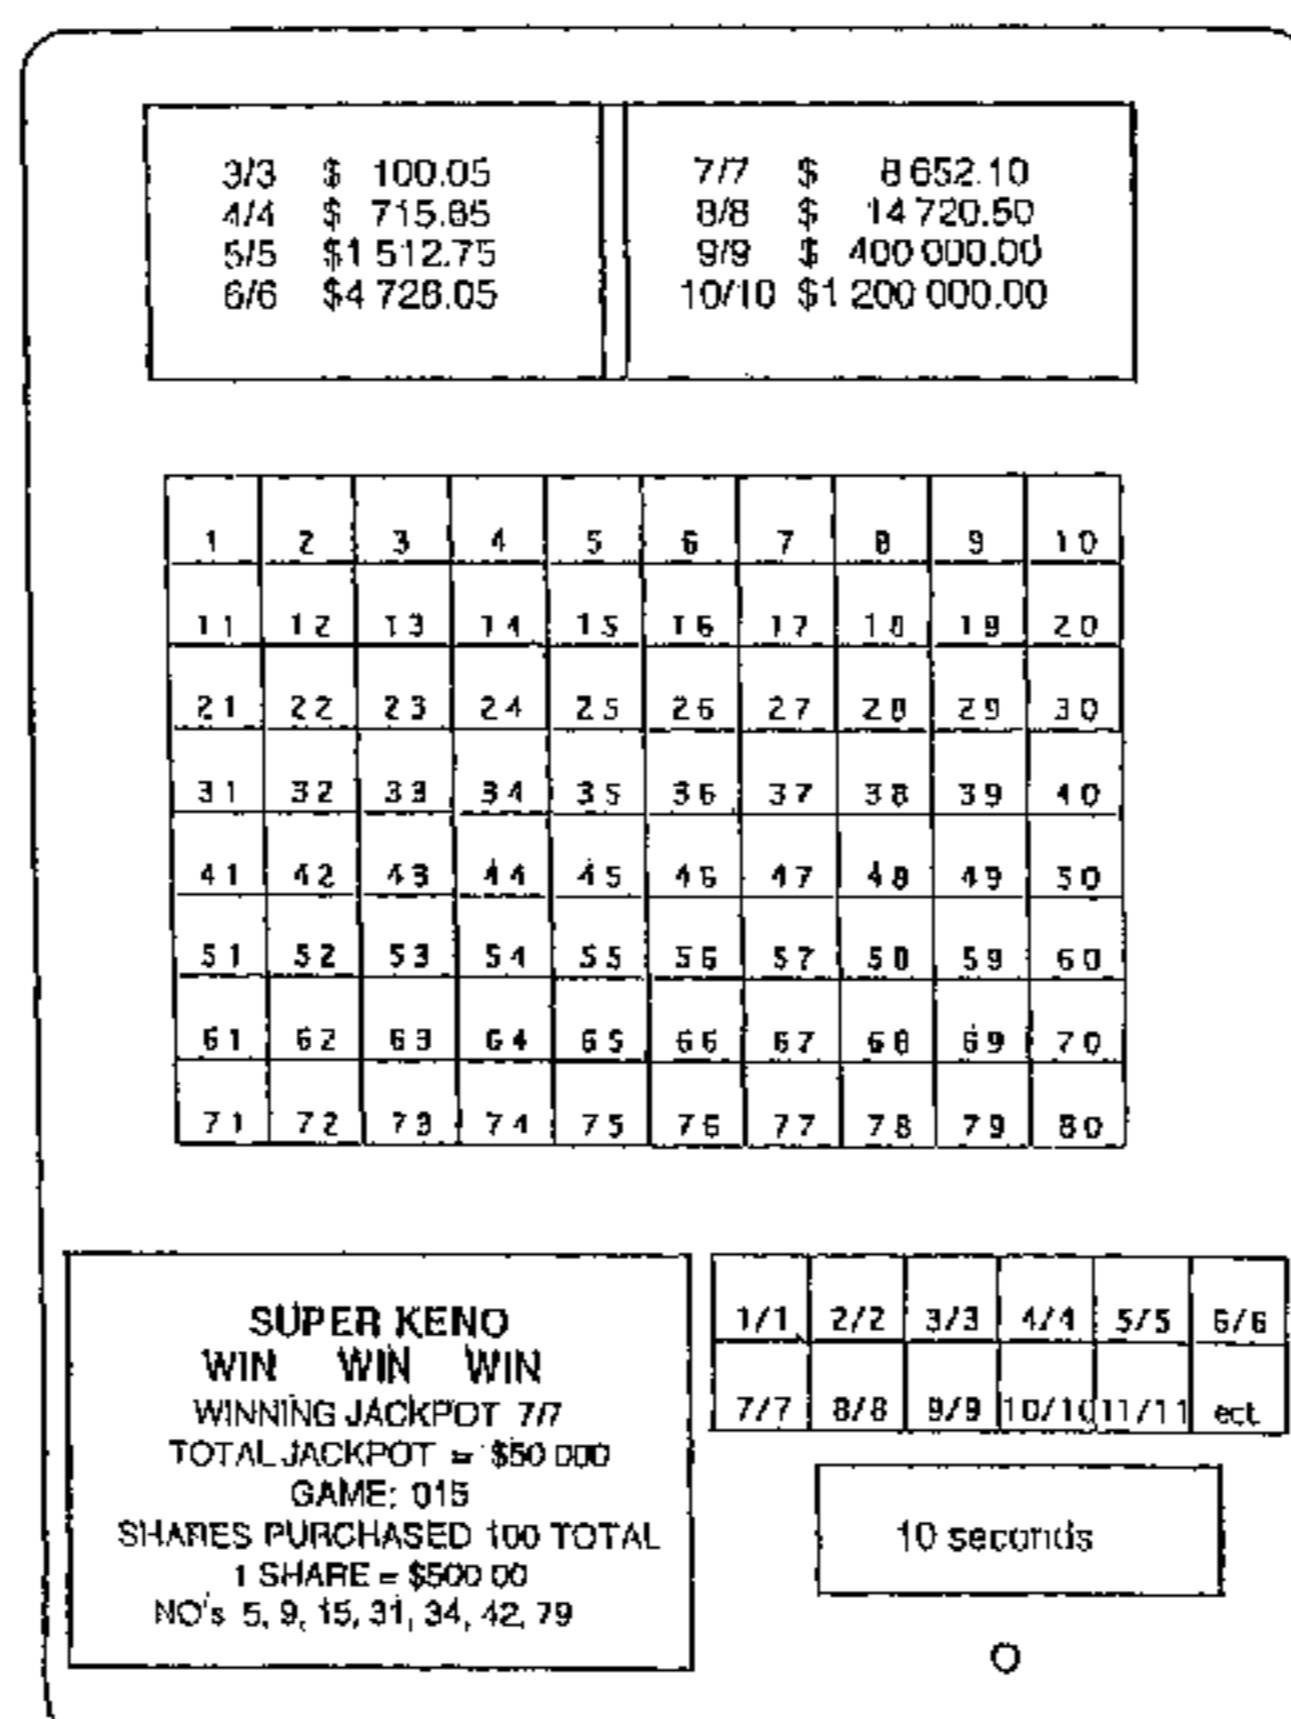 3/3 $ 100.05
4/4 $ 715.85
5/5 $1 512.75
6/6 $4 728.05
7/7 $ 8 652.10
8/8 $ 14 720.50
9/9 $ 400 000.00
10/10 $1 200 000.00
1 2 3 4 5 6 7 8 9 10
11 12 13 14 15 16 17 18 19 20
21 22 23 24 25 26 27 28 29 30
31 32 33 34 35 36 37 38 39 40
41 42 43 44 45 46 47 48 49 50
51 52 53 54 55 56 57 58 59 60
61 62 63 64 65 66 67 68 69 70
71 72 73 74 75 76 77 78 79 80
SUPER KENO
WIN WIN WIN
WINNING JACKPOT 7/7
TOTAL JACKPOT = $50 000
GAME: 015
SHARES PURCHASED 100 TOTAL
1 SHARE = $500 00
NO's 5, 9, 15, 31, 34, 42, 79
1/1 2/2 3/3 4/4 5/5 6/6
7/7 8/8 9/9 10/10 11/11 ect
10 seconds